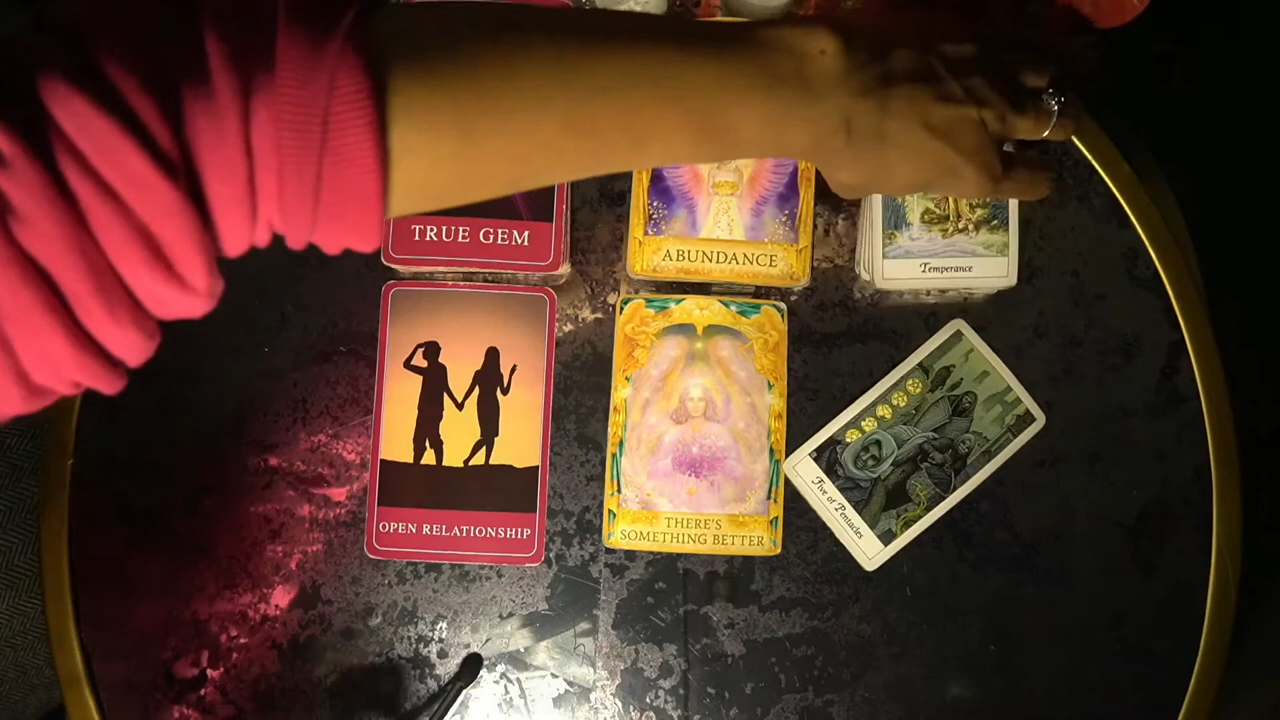 TRUE GEM
ABUNDANCE
Temperance
OPEN RELATIONSHIP
THERE'S
SOMETHING BETTER
Five of Pentacles